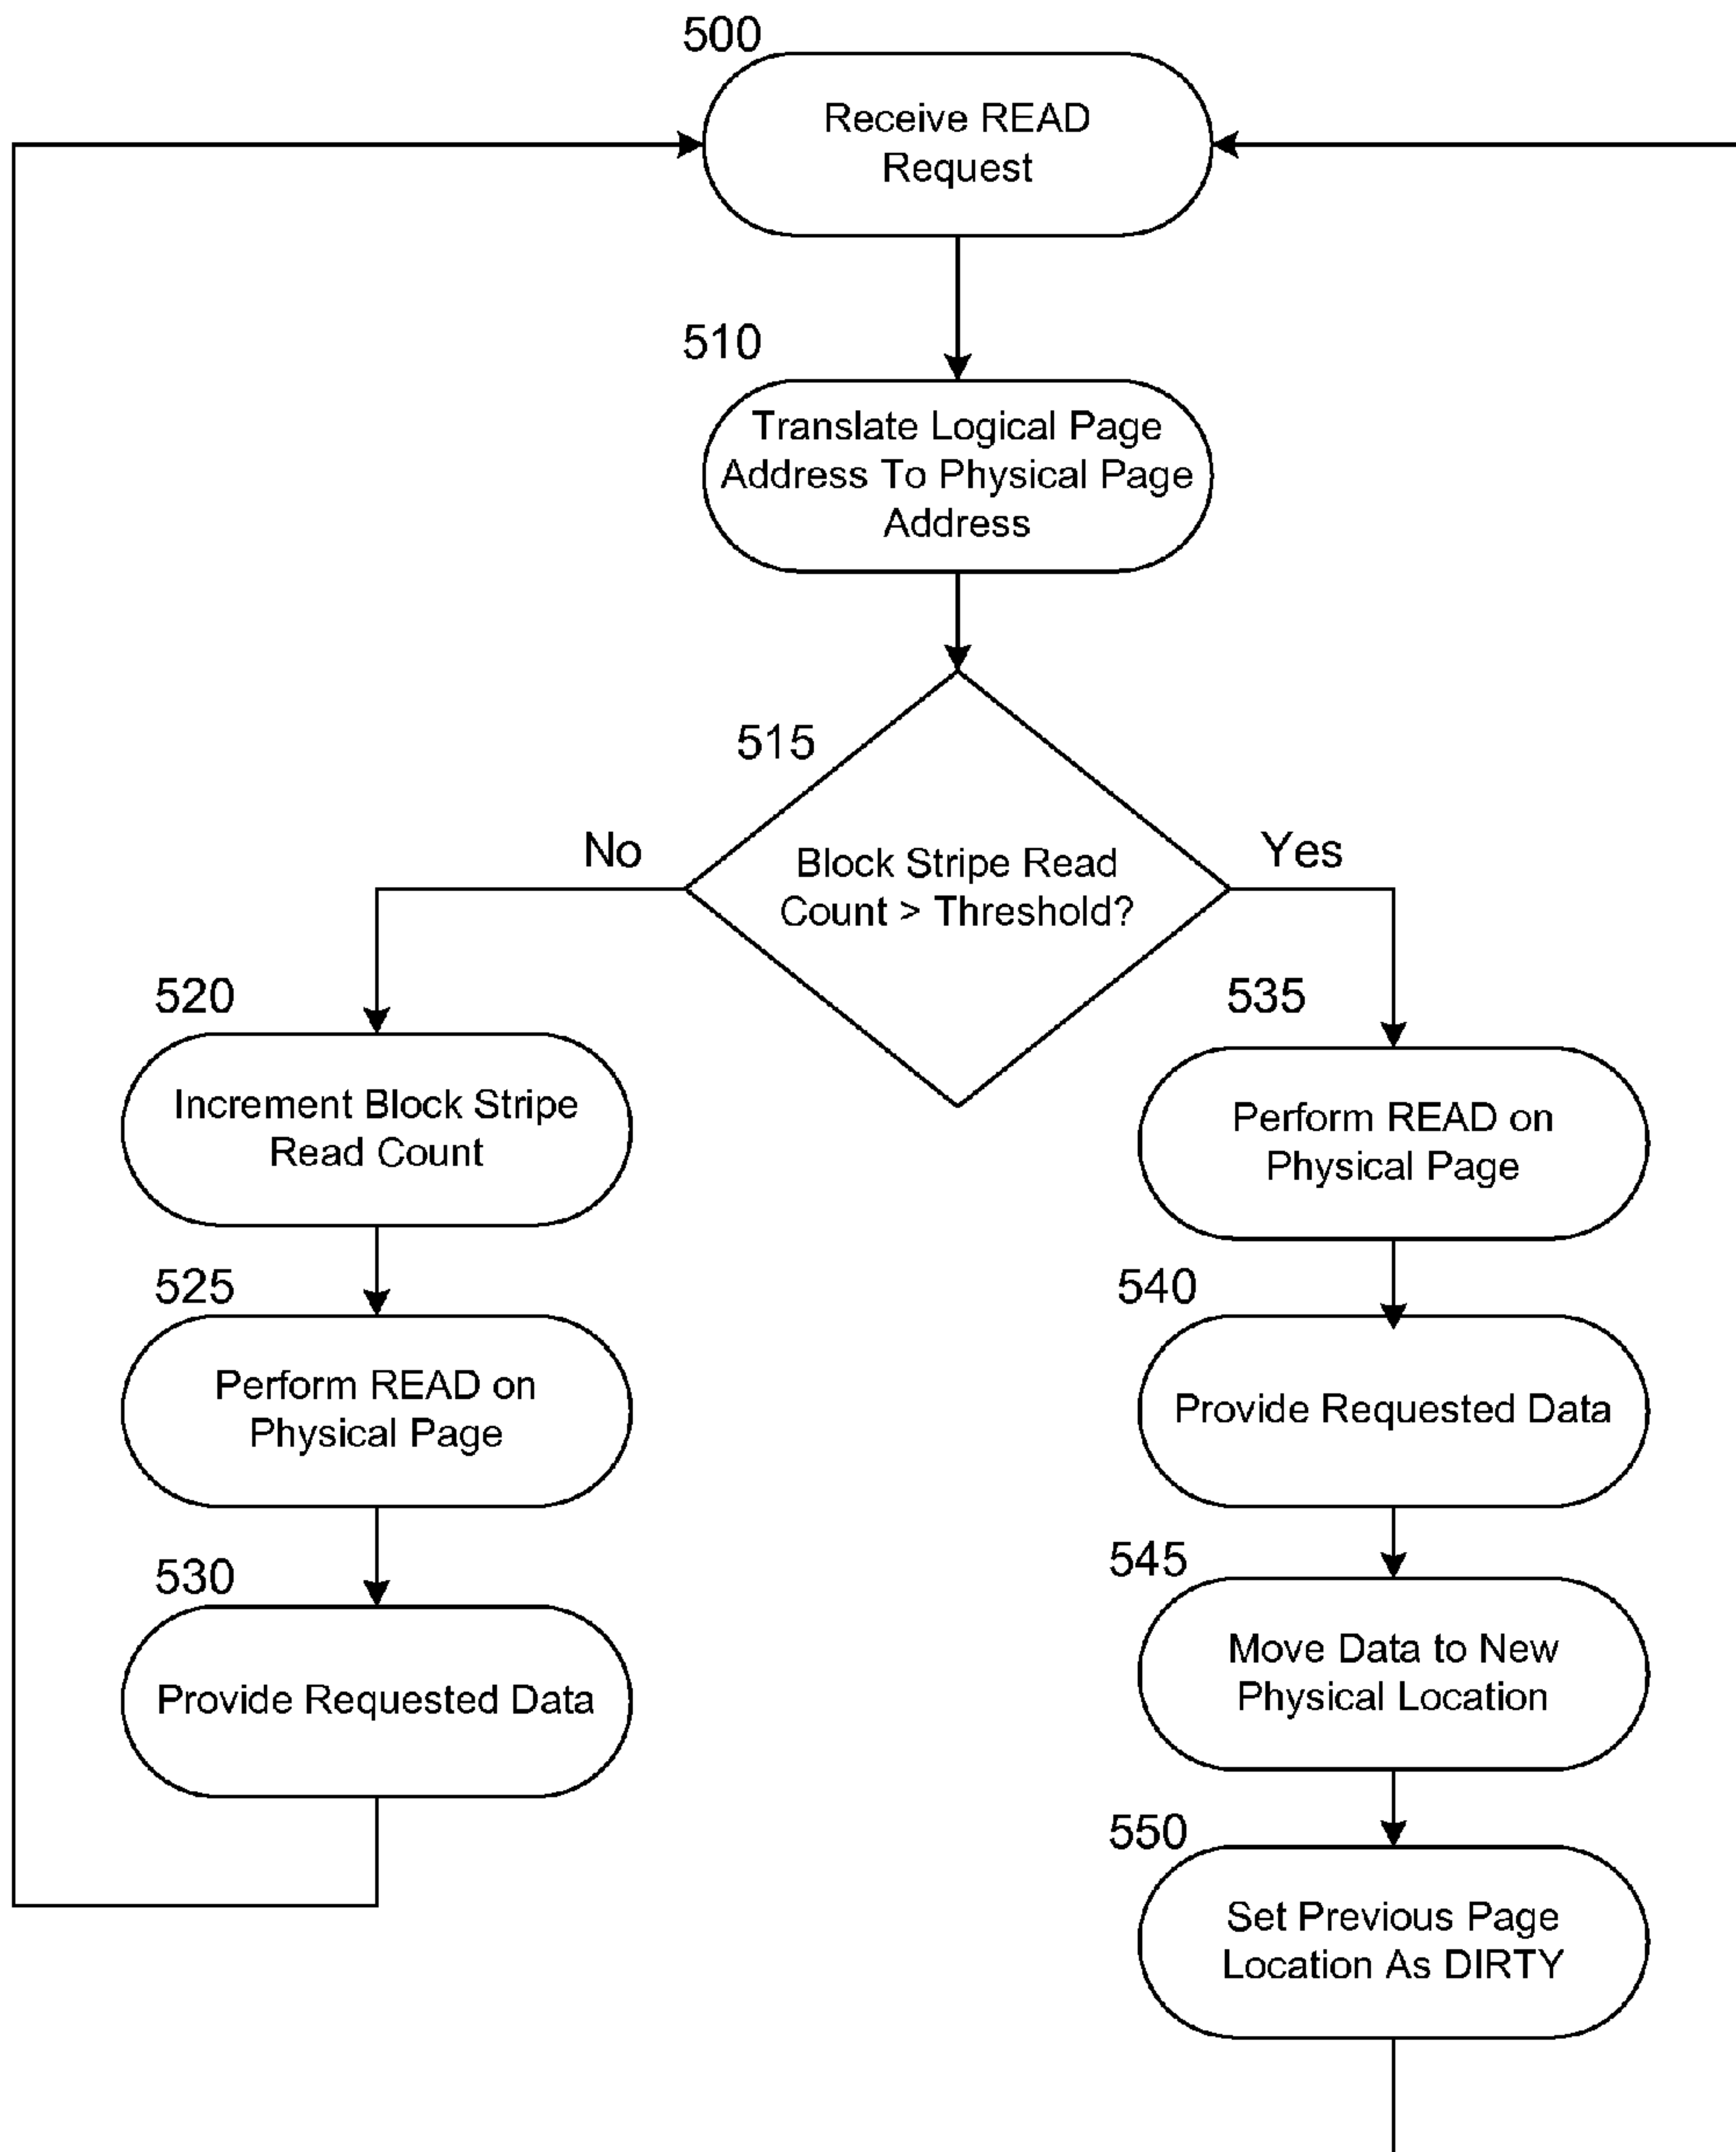 500
Receive READ
Request
510
Translate Logical Page
Address To Physical Page
Address
515
No
Yes
Block Stripe Read
Count > Threshold?
520
Increment Block Stripe
Read Count
525
Perform READ on
Physical Page
530
Provide Requested Data
535
Perform READ on
Physical Page
540
Provide Requested Data
545
Move Data to New
Physical Location
550
Set Previous Page
Location As DIRTY